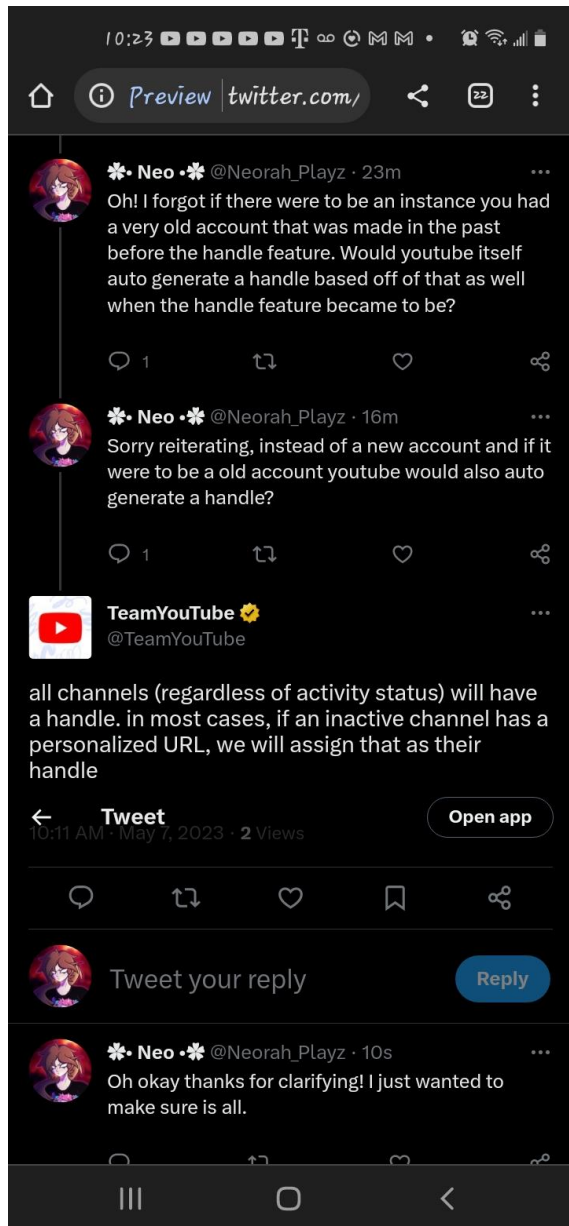 10:23
Preview twitter.com/
22
✽• Neo •✽ @Neorah_Playz · 23m
Oh! I forgot if there were to be an instance you had
a very old account that was made in the past
before the handle feature. Would youtube itself
auto generate a handle based off of that as well
when the handle feature became to be?
1
✽• Neo •✽ @Neorah_Playz · 16m
Sorry reiterating, instead of a new account and if it
were to be a old account youtube would also auto
generate a handle?
1
TeamYouTube
@TeamYouTube
all channels (regardless of activity status) will have
a handle. in most cases, if an inactive channel has a
personalized URL, we will assign that as their
handle
Tweet Open app
10:11 AM · May 7, 2023 · 2 Views
Tweet your reply Reply
✽• Neo •✽ @Neorah_Playz · 10s
Oh okay thanks for clarifying! I just wanted to
make sure is all.